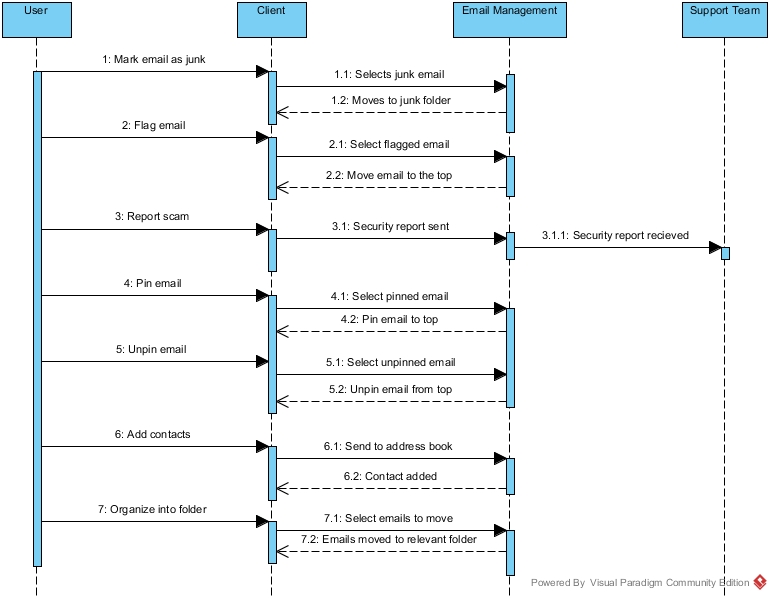 User
Client
Email Management
Support Team
1: Mark email as junk
1.1: Selects junk email
1.2: Moves to junk folder
2: Flag email
2.1: Select flagged email
2.2: Move email to the top
3: Report scam
3.1: Security report sent
3.1.1: Security report recieved
4: Pin email
4.1: Select pinned email
4.2: Pin email to top
5: Unpin email
5.1: Select unpinned email
5.2: Unpin email from top
6: Add contacts
6.1: Send to address book
6.2: Contact added
7: Organize into folder
7.1: Select emails to move
7.2: Emails moved to relevant folder
Powered By Visual Paradigm Community Edition